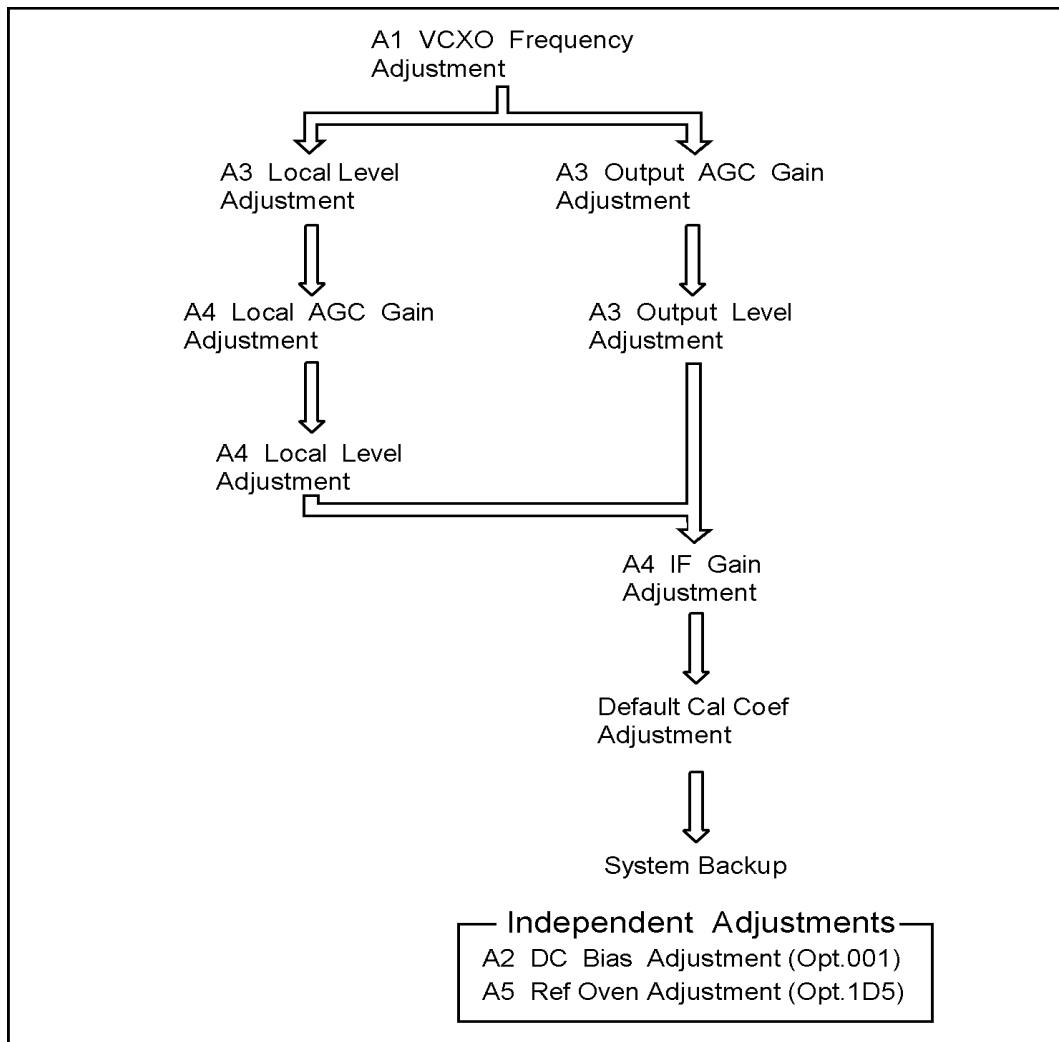 A1 VCXO Frequency
Adjustment
A3 Local Level
Adjustment
A3 Output AGC Gain
Adjustment
A4 Local AGC Gain
Adjustment
A3 Output Level
Adjustment
A4 Local Level
Adjustment
A4 IF Gain
Adjustment
Default Cal Coef
Adjustment
System Backup
Independent Adjustments
A2 DC Bias Adjustment (Opt.001)
A5 Ref Oven Adjustment (Opt.1D5)